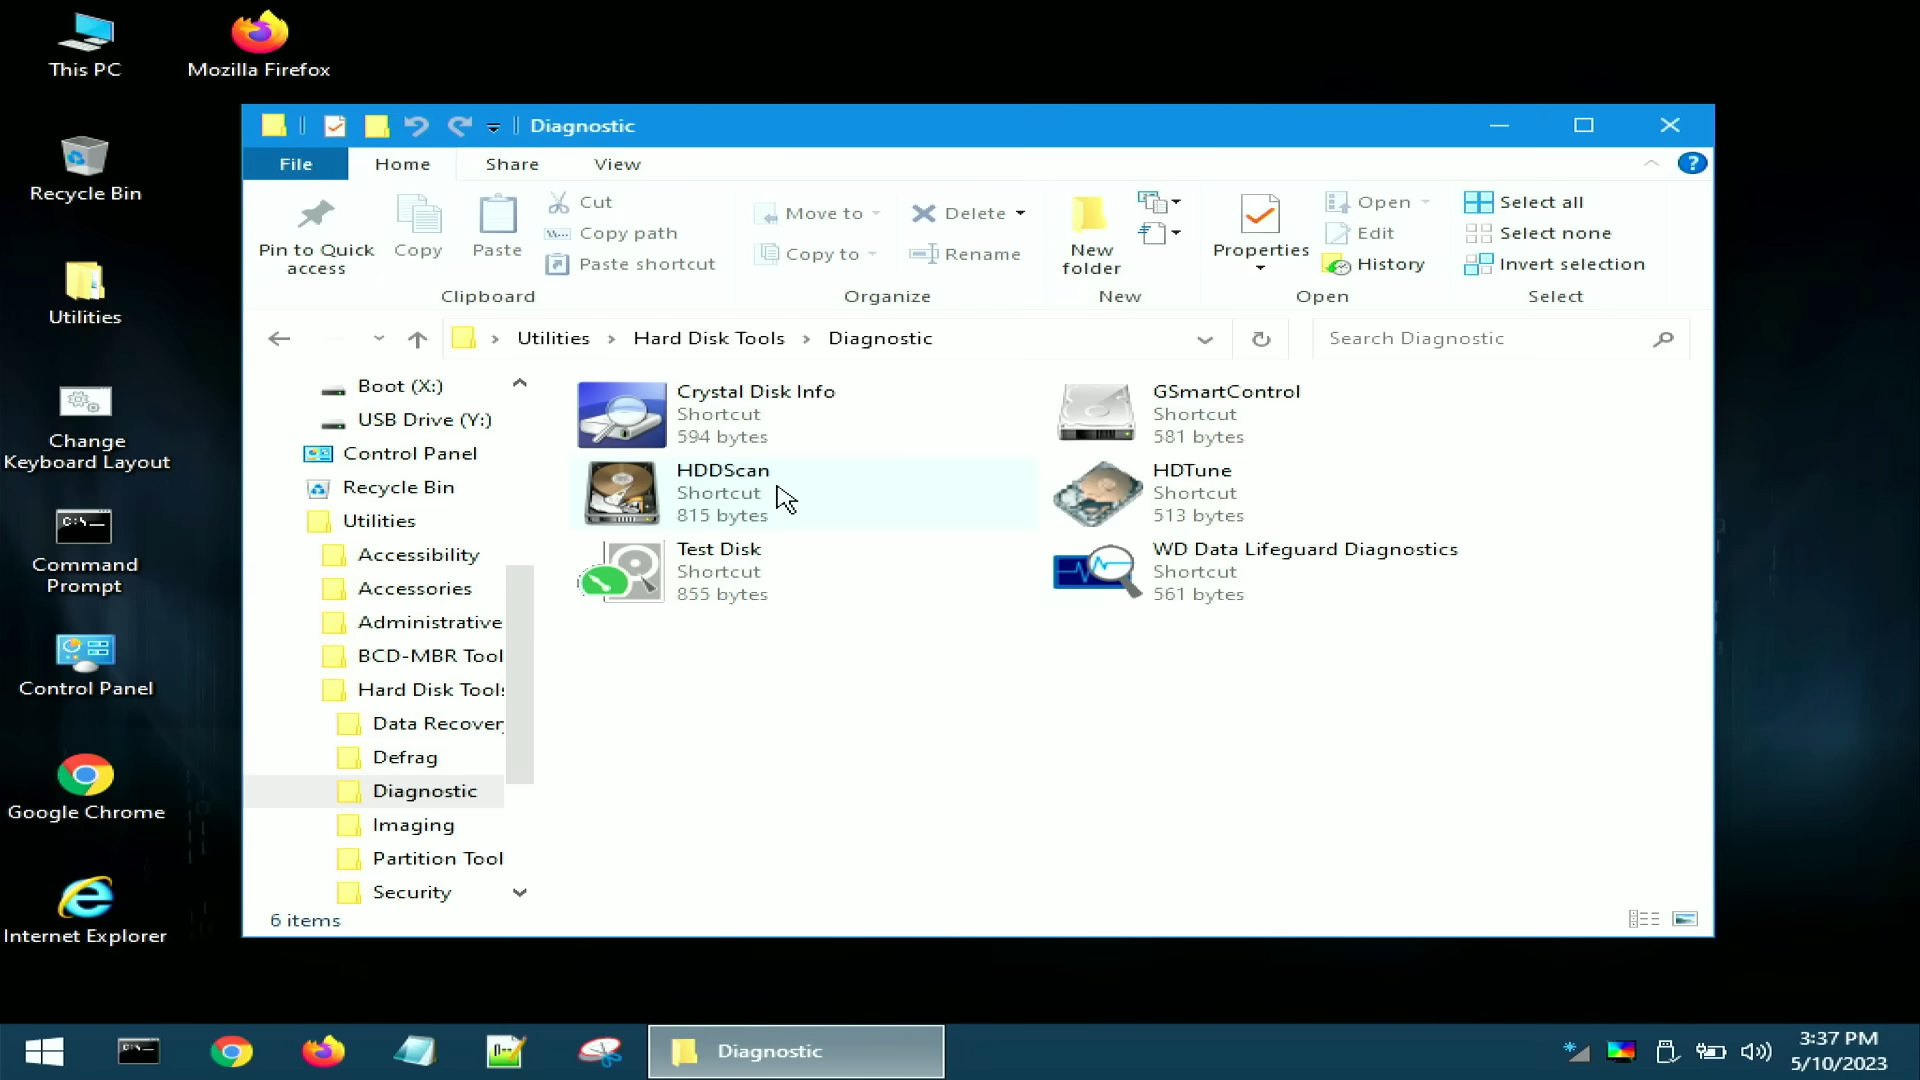 This PC
Mozilla Firefox
Recycle Bin
Utilities
Change
Keyboard Layout
Command
Prompt
Control Panel
Google Chrome
Internet Explorer
Diagnostic
File
Home
Share
View
?
Pin to Quick
access
Copy
Paste
Cut
Copy path
Paste shortcut
Clipboard
Move to
Copy to
Delete
Rename
Organize
New
folder
New
Properties
Open
Edit
History
Open
Select all
Select none
Invert selection
Select
Utilities
Hard Disk Tools
Diagnostic
Search Diagnostic
Boot (X:)
USB Drive (Y:)
Control Panel
Recycle Bin
Utilities
Accessibility
Accessories
Administrative
BCD-MBR Tool
Hard Disk Tools
Data Recover
Defrag
Diagnostic
Imaging
Partition Tool
Security
Crystal Disk Info
Shortcut
594 bytes
GSmartControl
Shortcut
581 bytes
HDDScan
Shortcut
815 bytes
HDTune
Shortcut
513 bytes
Test Disk
Shortcut
855 bytes
WD Data Lifeguard Diagnostics
Shortcut
561 bytes
6 items
Diagnostic
3:37 PM
5/10/2023